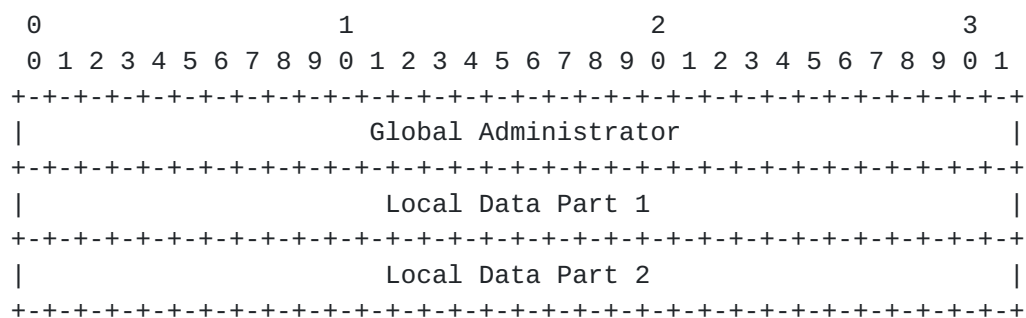 0                   1                   2                   3
 0 1 2 3 4 5 6 7 8 9 0 1 2 3 4 5 6 7 8 9 0 1 2 3 4 5 6 7 8 9 0 1
+-+-+-+-+-+-+-+-+-+-+-+-+-+-+-+-+-+-+-+-+-+-+-+-+-+-+-+-+-+-+-+-+
|                      Global Administrator                     |
+-+-+-+-+-+-+-+-+-+-+-+-+-+-+-+-+-+-+-+-+-+-+-+-+-+-+-+-+-+-+-+-+
|                       Local Data Part 1                       |
+-+-+-+-+-+-+-+-+-+-+-+-+-+-+-+-+-+-+-+-+-+-+-+-+-+-+-+-+-+-+-+-+
|                       Local Data Part 2                       |
+-+-+-+-+-+-+-+-+-+-+-+-+-+-+-+-+-+-+-+-+-+-+-+-+-+-+-+-+-+-+-+-+